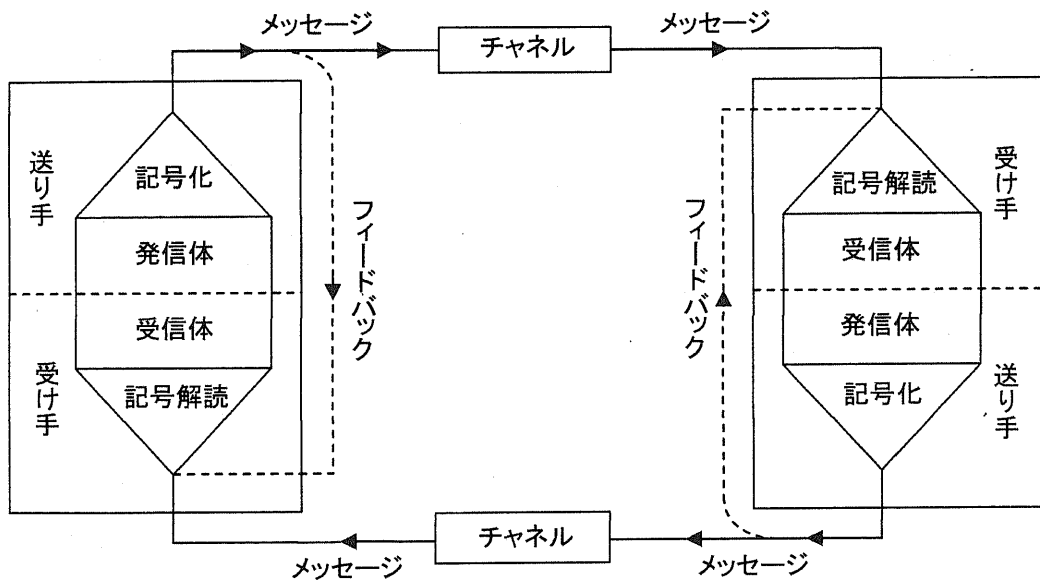 メッセージ
チャネル
メッセージ
送り手
記号化
発信体
受信体
記号解読
受け手
フィードバック
フィードバック
記号解読
受信体
発信体
記号化
受け手
送り手
メッセージ
チャネル
メッセージ